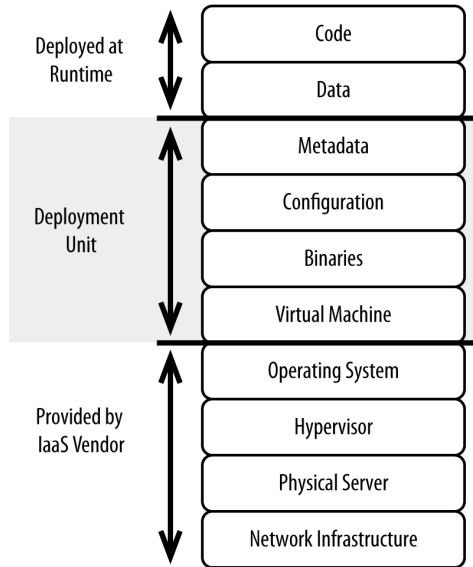 Deployed at
Runtime
Code
Data
Deployment
Unit
Metadata
Configuration
Binaries
Virtual Machine
Provided by
IaaS Vendor
Operating System
Hypervisor
Physical Server
Network Infrastructure